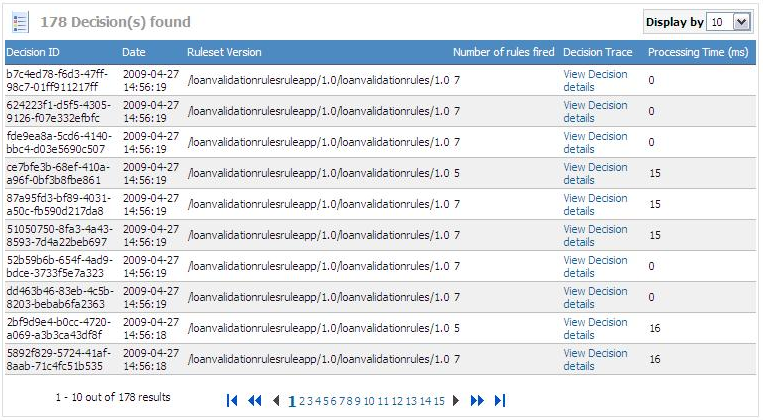 178 Decision(s) found
Display by 10
Decision ID Date Ruleset Version Number of rules fired Decision Trace Processing Time (ms)
b7c4ed78-f6d3-47ff- 2009-04-27 /loanvalidationrulesruleapp/1.0/loanvalidationrules/1.0 7 View Decision 0
98c7-01ff911217ff 14:56:19 details
624223f1-d5f5-4305- 2009-04-27 /loanvalidationrulesruleapp/1.0/loanvalidationrules/1.0 7 View Decision 0
9126-f07e332efbfc 14:56:19 details
fde9ea8a-5cd6-4140- 2009-04-27 /loanvalidationrulesruleapp/1.0/loanvalidationrules/1.0 7 View Decision 0
bbc4-d03e5690c507 14:56:19 details
ce7bfe3b-68ef-410a- 2009-04-27 /loanvalidationrulesruleapp/1.0/loanvalidationrules/1.0 5 View Decision 15
a96f-0bf3b8fbe861 14:56:19 details
87a95fd3-bf89-4031- 2009-04-27 /loanvalidationrulesruleapp/1.0/loanvalidationrules/1.0 7 View Decision 15
a50c-fb590d217da8 14:56:19 details
51050750-8fa3-4a43- 2009-04-27 /loanvalidationrulesruleapp/1.0/loanvalidationrules/1.0 7 View Decision 15
8593-7d4a22beb697 14:56:19 details
52b59b6b-654f-4ad9- 2009-04-27 /loanvalidationrulesruleapp/1.0/loanvalidationrules/1.0 7 View Decision 0
bdce-3733f5e7a323 14:56:19 details
dd463b46-83eb-4c5b- 2009-04-27 /loanvalidationrulesruleapp/1.0/loanvalidationrules/1.0 7 View Decision 0
8203-bebab6fa2363 14:56:19 details
2bf9d9e4-b0cc-4720- 2009-04-27 /loanvalidationrulesruleapp/1.0/loanvalidationrules/1.0 5 View Decision 16
a069-a3b3ca43df8f 14:56:18 details
5892f829-5724-41af- 2009-04-27 /loanvalidationrulesruleapp/1.0/loanvalidationrules/1.0 7 View Decision 16
8aab-71c4fc51b535 14:56:18 details
1 - 10 out of 178 results 1 2 3 4 5 6 7 8 9 10 11 12 13 14 15